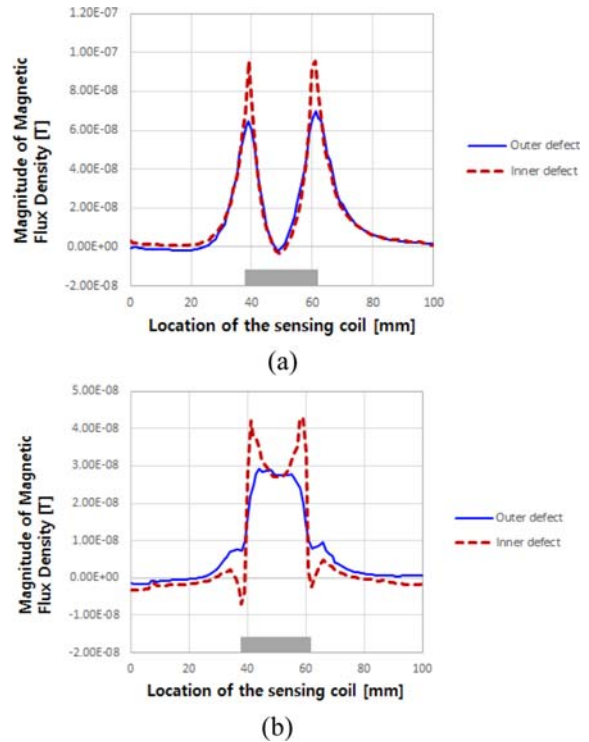 1.20E-07
1.00E-07
8.00E-08
6.00E-08
4.00E-08
2.00E-08
0.00E+00
-2.00E-08
Magnitude of Magnetic
Flux Density [T]
Outer defect
Inner defect
0 20 40 60 80 100
Location of the sensing coil [mm]
(a)
5.00E-08
4.00E-08
3.00E-08
2.00E-08
1.00E-08
0.00E+00
-1.00E-08
-2.00E-08
Magnitude of Magnetic
Flux Density [T]
Outer defect
Inner defect
0 20 40 60 80 100
Location of the sensing coil [mm]
(b)